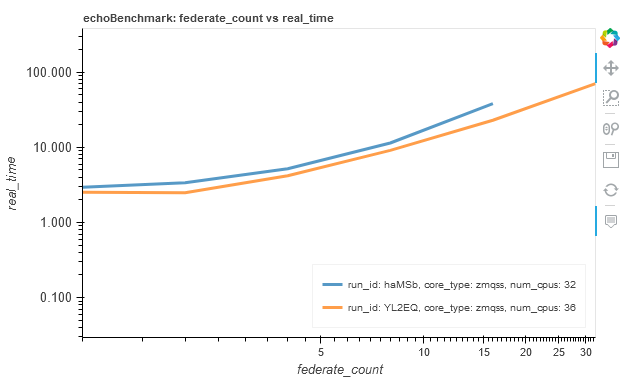 echoBenchmark: federate_count vs real_time
100.000
10.000
1.000
0.100
real_time
run_id: haMSb, core_type: zmqss, num_cpus: 32
run_id: YL2EQ, core_type: zmqss, num_cpus: 36
5 10 15 20 25 30
federate_count